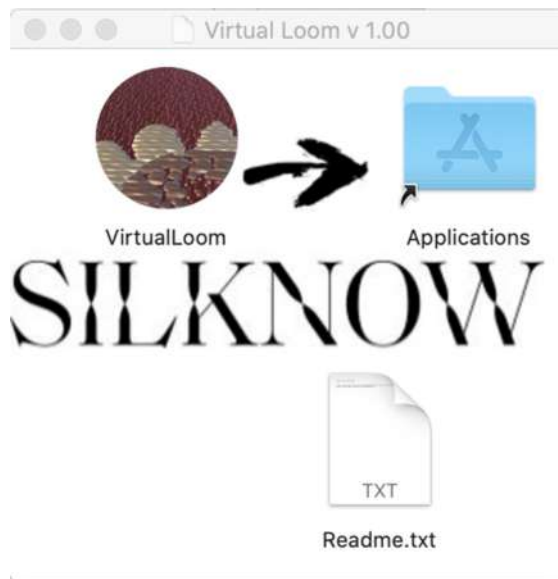 Virtual Loom v 1.00
VirtualLoom
Applications
SILKNOW
TXT
Readme.txt